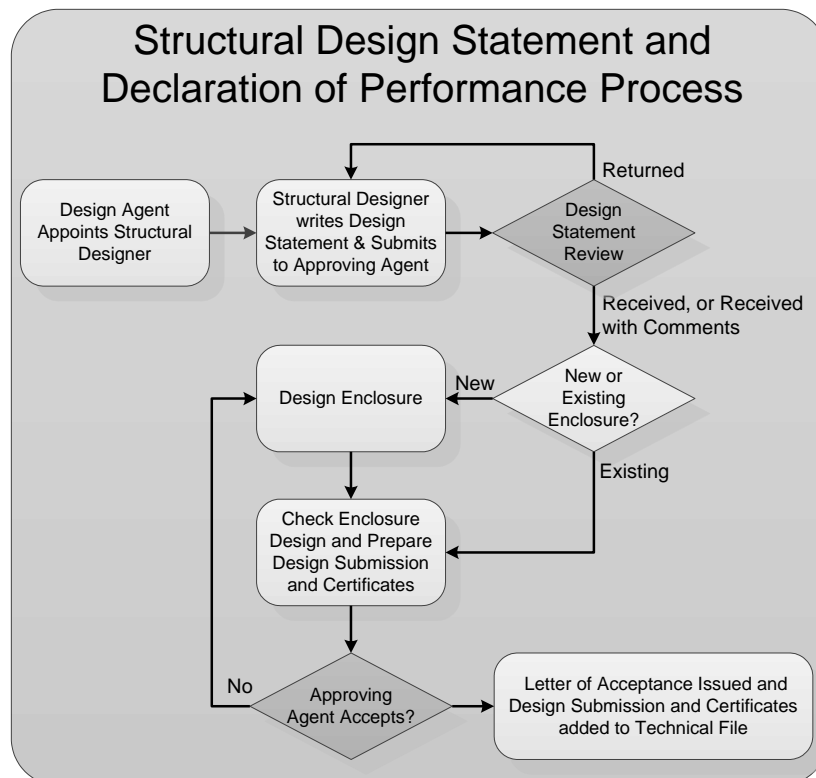 Structural Design Statement and
Declaration of Performance Process
Returned
Design Agent
Appoints Structural
Designer
Structural Designer
writes Design
Statement & Submits
to Approving Agent
Design
Statement
Review
Received, or Received
with Comments
Design Enclosure
New
New or
Existing
Enclosure?
Existing
Check Enclosure
Design and Prepare
Design Submission
and Certificates
No
Approving
Agent Accepts?
Letter of Acceptance Issued and
Design Submission and Certificates
added to Technical File